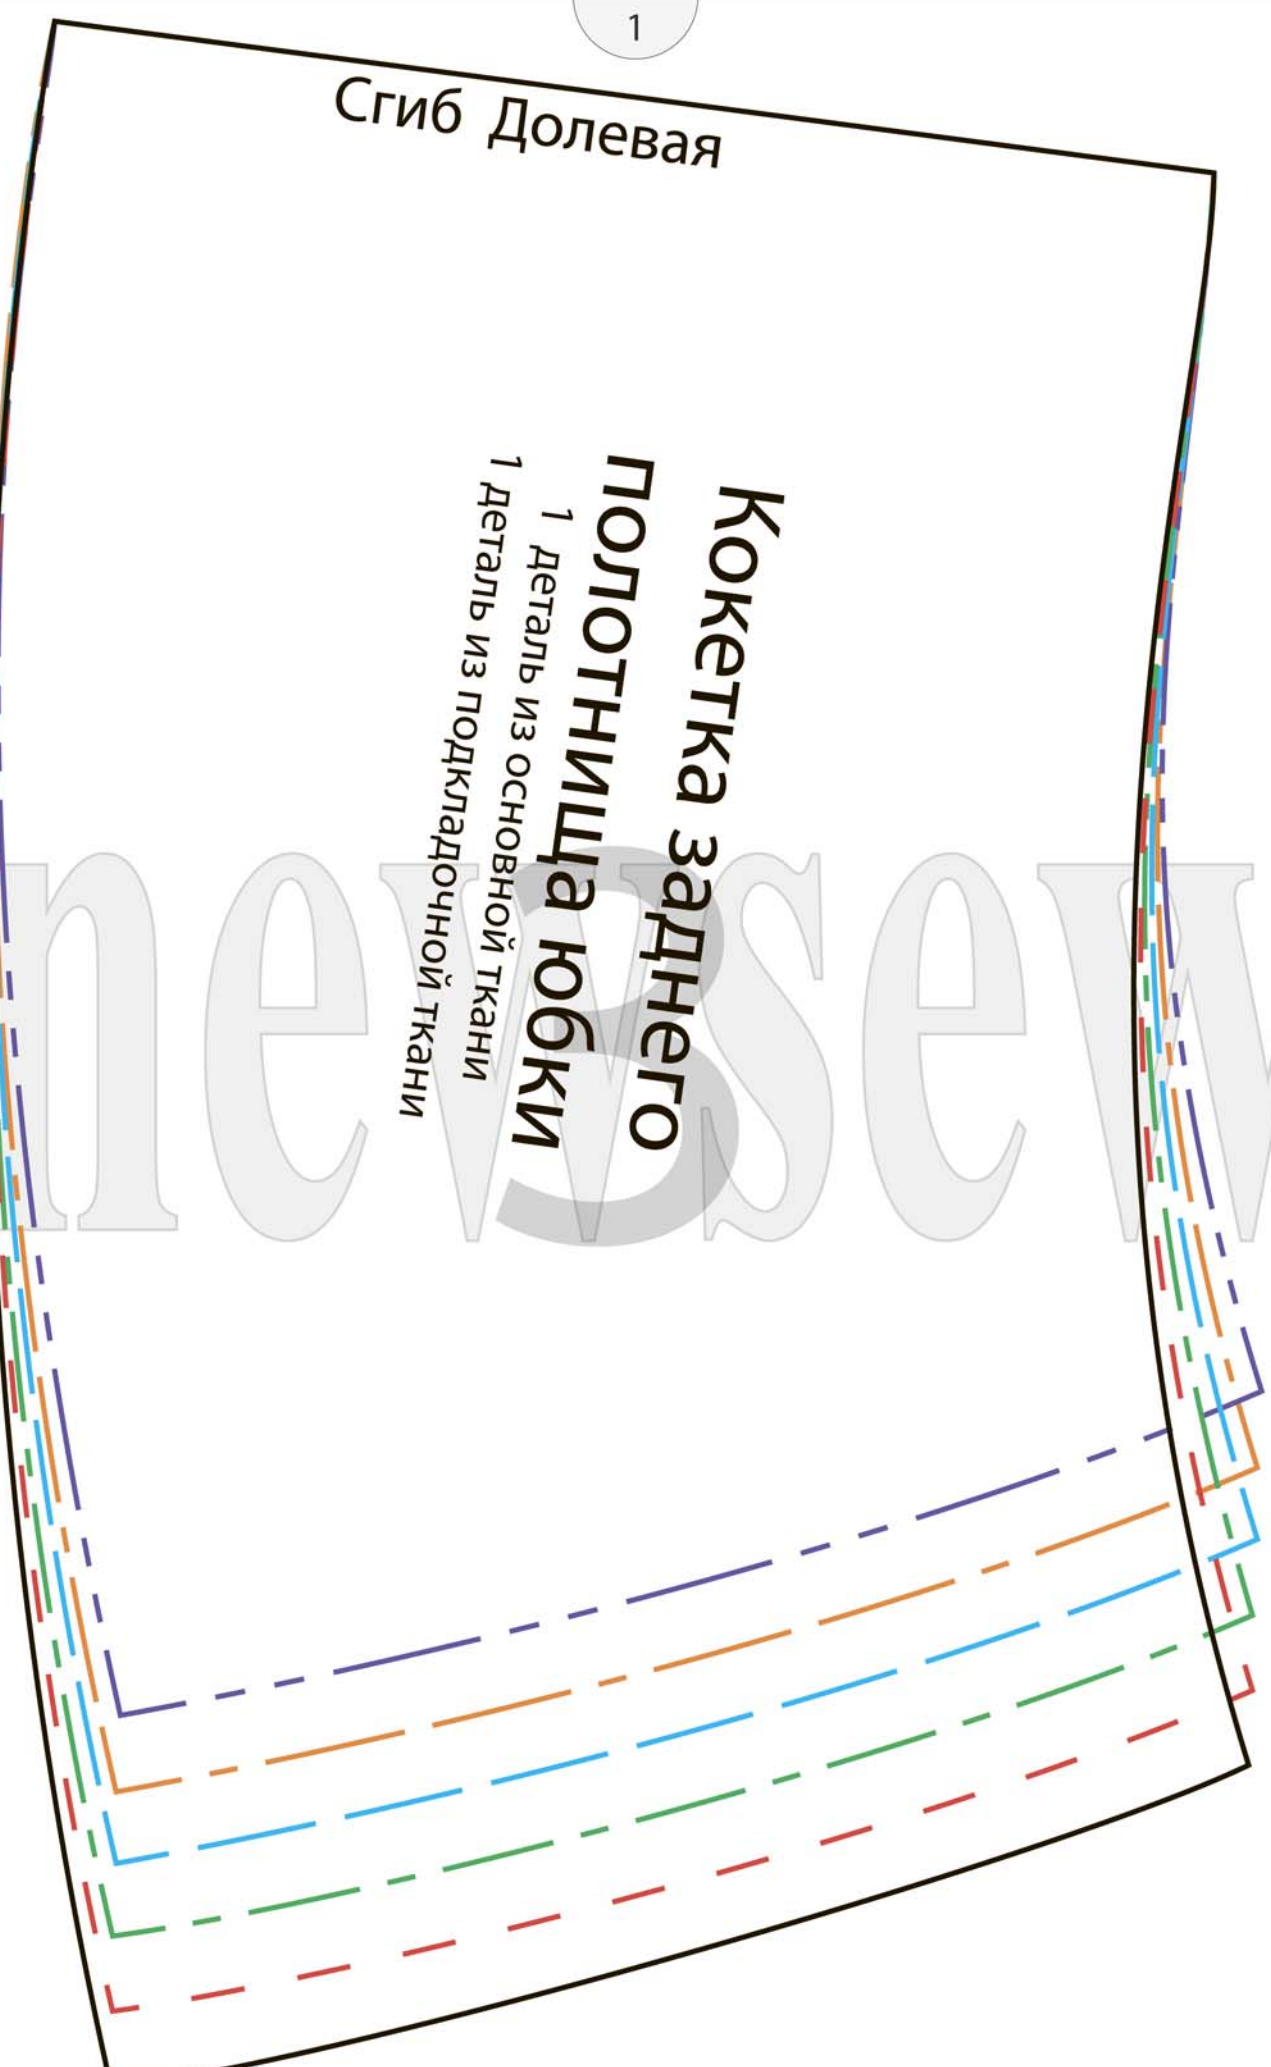 1
Сгиб Долевая
Кокетка заднего
полотнища юбки
1 деталь из основной ткани
1 деталь из подкладочной ткани
newsew
3